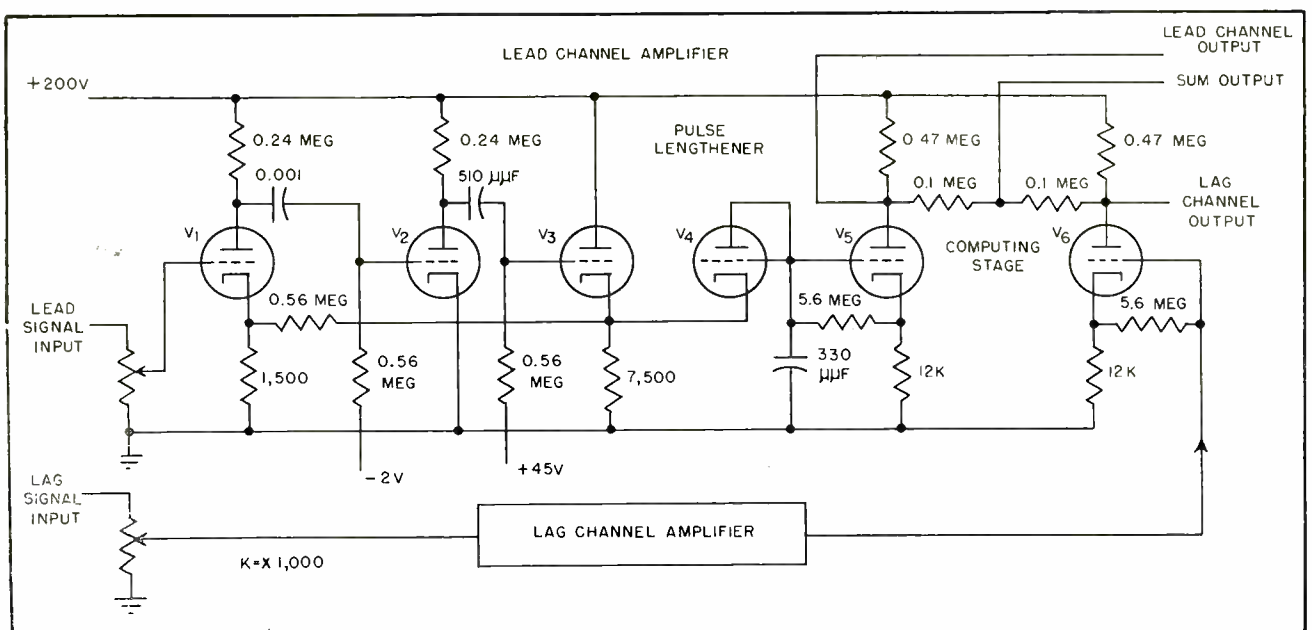 LEAD CHANNEL AMPLIFIER
LEAD CHANNEL
OUTPUT
SUM OUTPUT
+200V
0.24 MEG
0.24 MEG
PULSE
LENGTHENER
0.47 MEG
0.47 MEG
0.001
510 μμF
0.1 MEG
0.1 MEG
LAG
CHANNEL
OUTPUT
V1
V2
V3
V4
V5
COMPUTING
STAGE
V6
LEAD
SIGNAL
INPUT
0.56 MEG
5.6 MEG
5.6 MEG
1,500
0.56
MEG
0.56
MEG
7,500
330
μμF
12K
12K
-2V
+45V
LAG
SIGNAL
INPUT
K=X 1,000
LAG CHANNEL AMPLIFIER